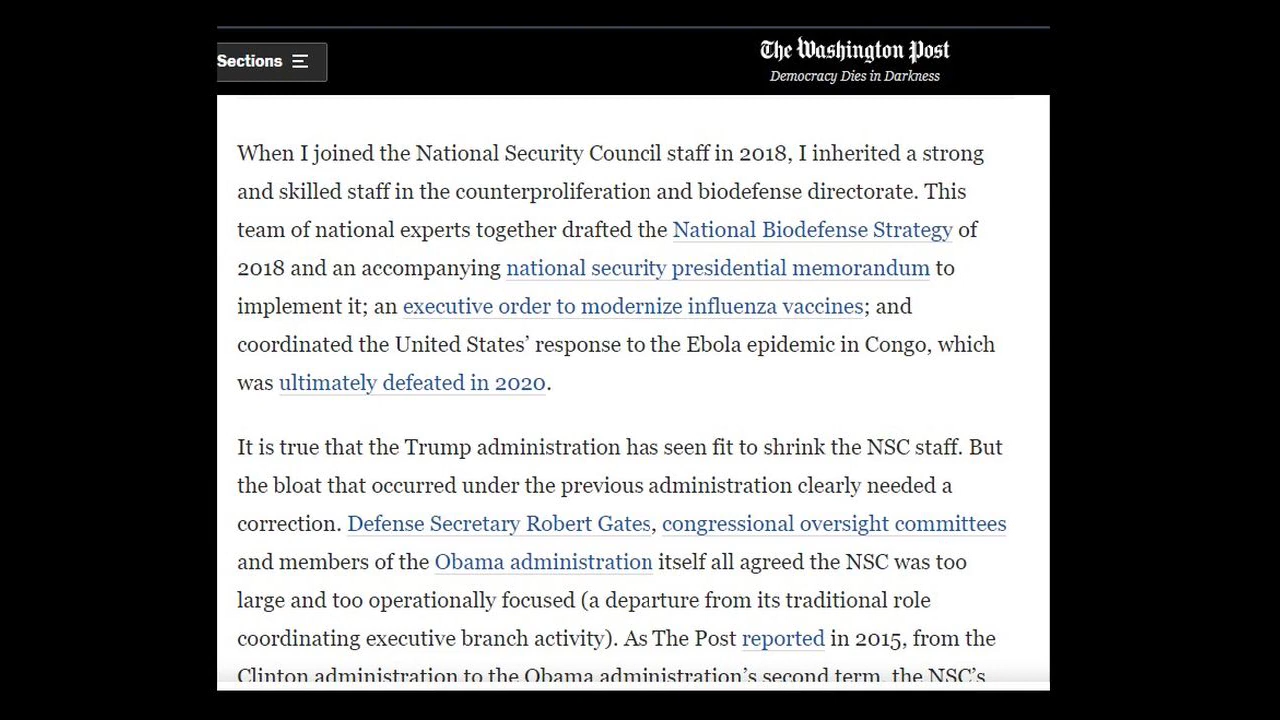 Sections
The Washington Post
Democracy Dies in Darkness
When I joined the National Security Council staff in 2018, I inherited a strong
and skilled staff in the counterproliferation and biodefense directorate. This
team of national experts together drafted the National Biodefense Strategy of
2018 and an accompanying national security presidential memorandum to
implement it; an executive order to modernize influenza vaccines; and
coordinated the United States’ response to the Ebola epidemic in Congo, which
was ultimately defeated in 2020.
It is true that the Trump administration has seen fit to shrink the NSC staff. But
the bloat that occurred under the previous administration clearly needed a
correction. Defense Secretary Robert Gates, congressional oversight committees
and members of the Obama administration itself all agreed the NSC was too
large and too operationally focused (a departure from its traditional role
coordinating executive branch activity). As The Post reported in 2015, from the
Clinton administration to the Obama administration’s second term, the NSC’s